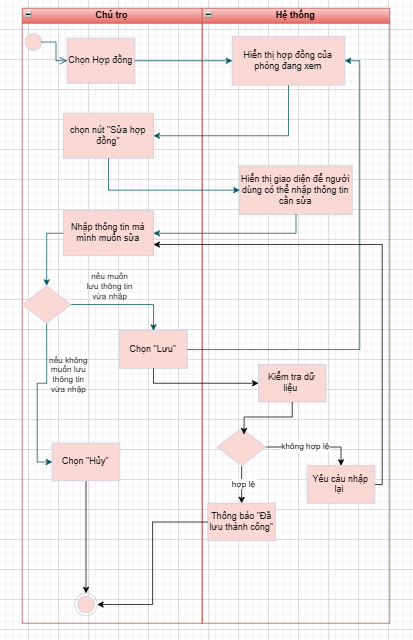 Chủ trọ
Hệ thống
Chọn Hợp đồng
Hiển thị hợp đồng của
phòng đang xem
chọn nút "Sửa hợp
đồng"
Hiển thị giao diện để người
dùng có thể nhập thông tin
cần sửa
Nhập thông tin mà
mình muốn sửa
nếu muốn
lưu thông tin
vừa nhập
Chọn "Lưu"
nếu không
muốn lưu
thông tin
vừa nhập
Kiểm tra dữ
liệu
không hợp lệ
Chọn "Hủy"
Yêu cầu nhập
lại
hợp lệ
Thông báo "Đã
lưu thành công"